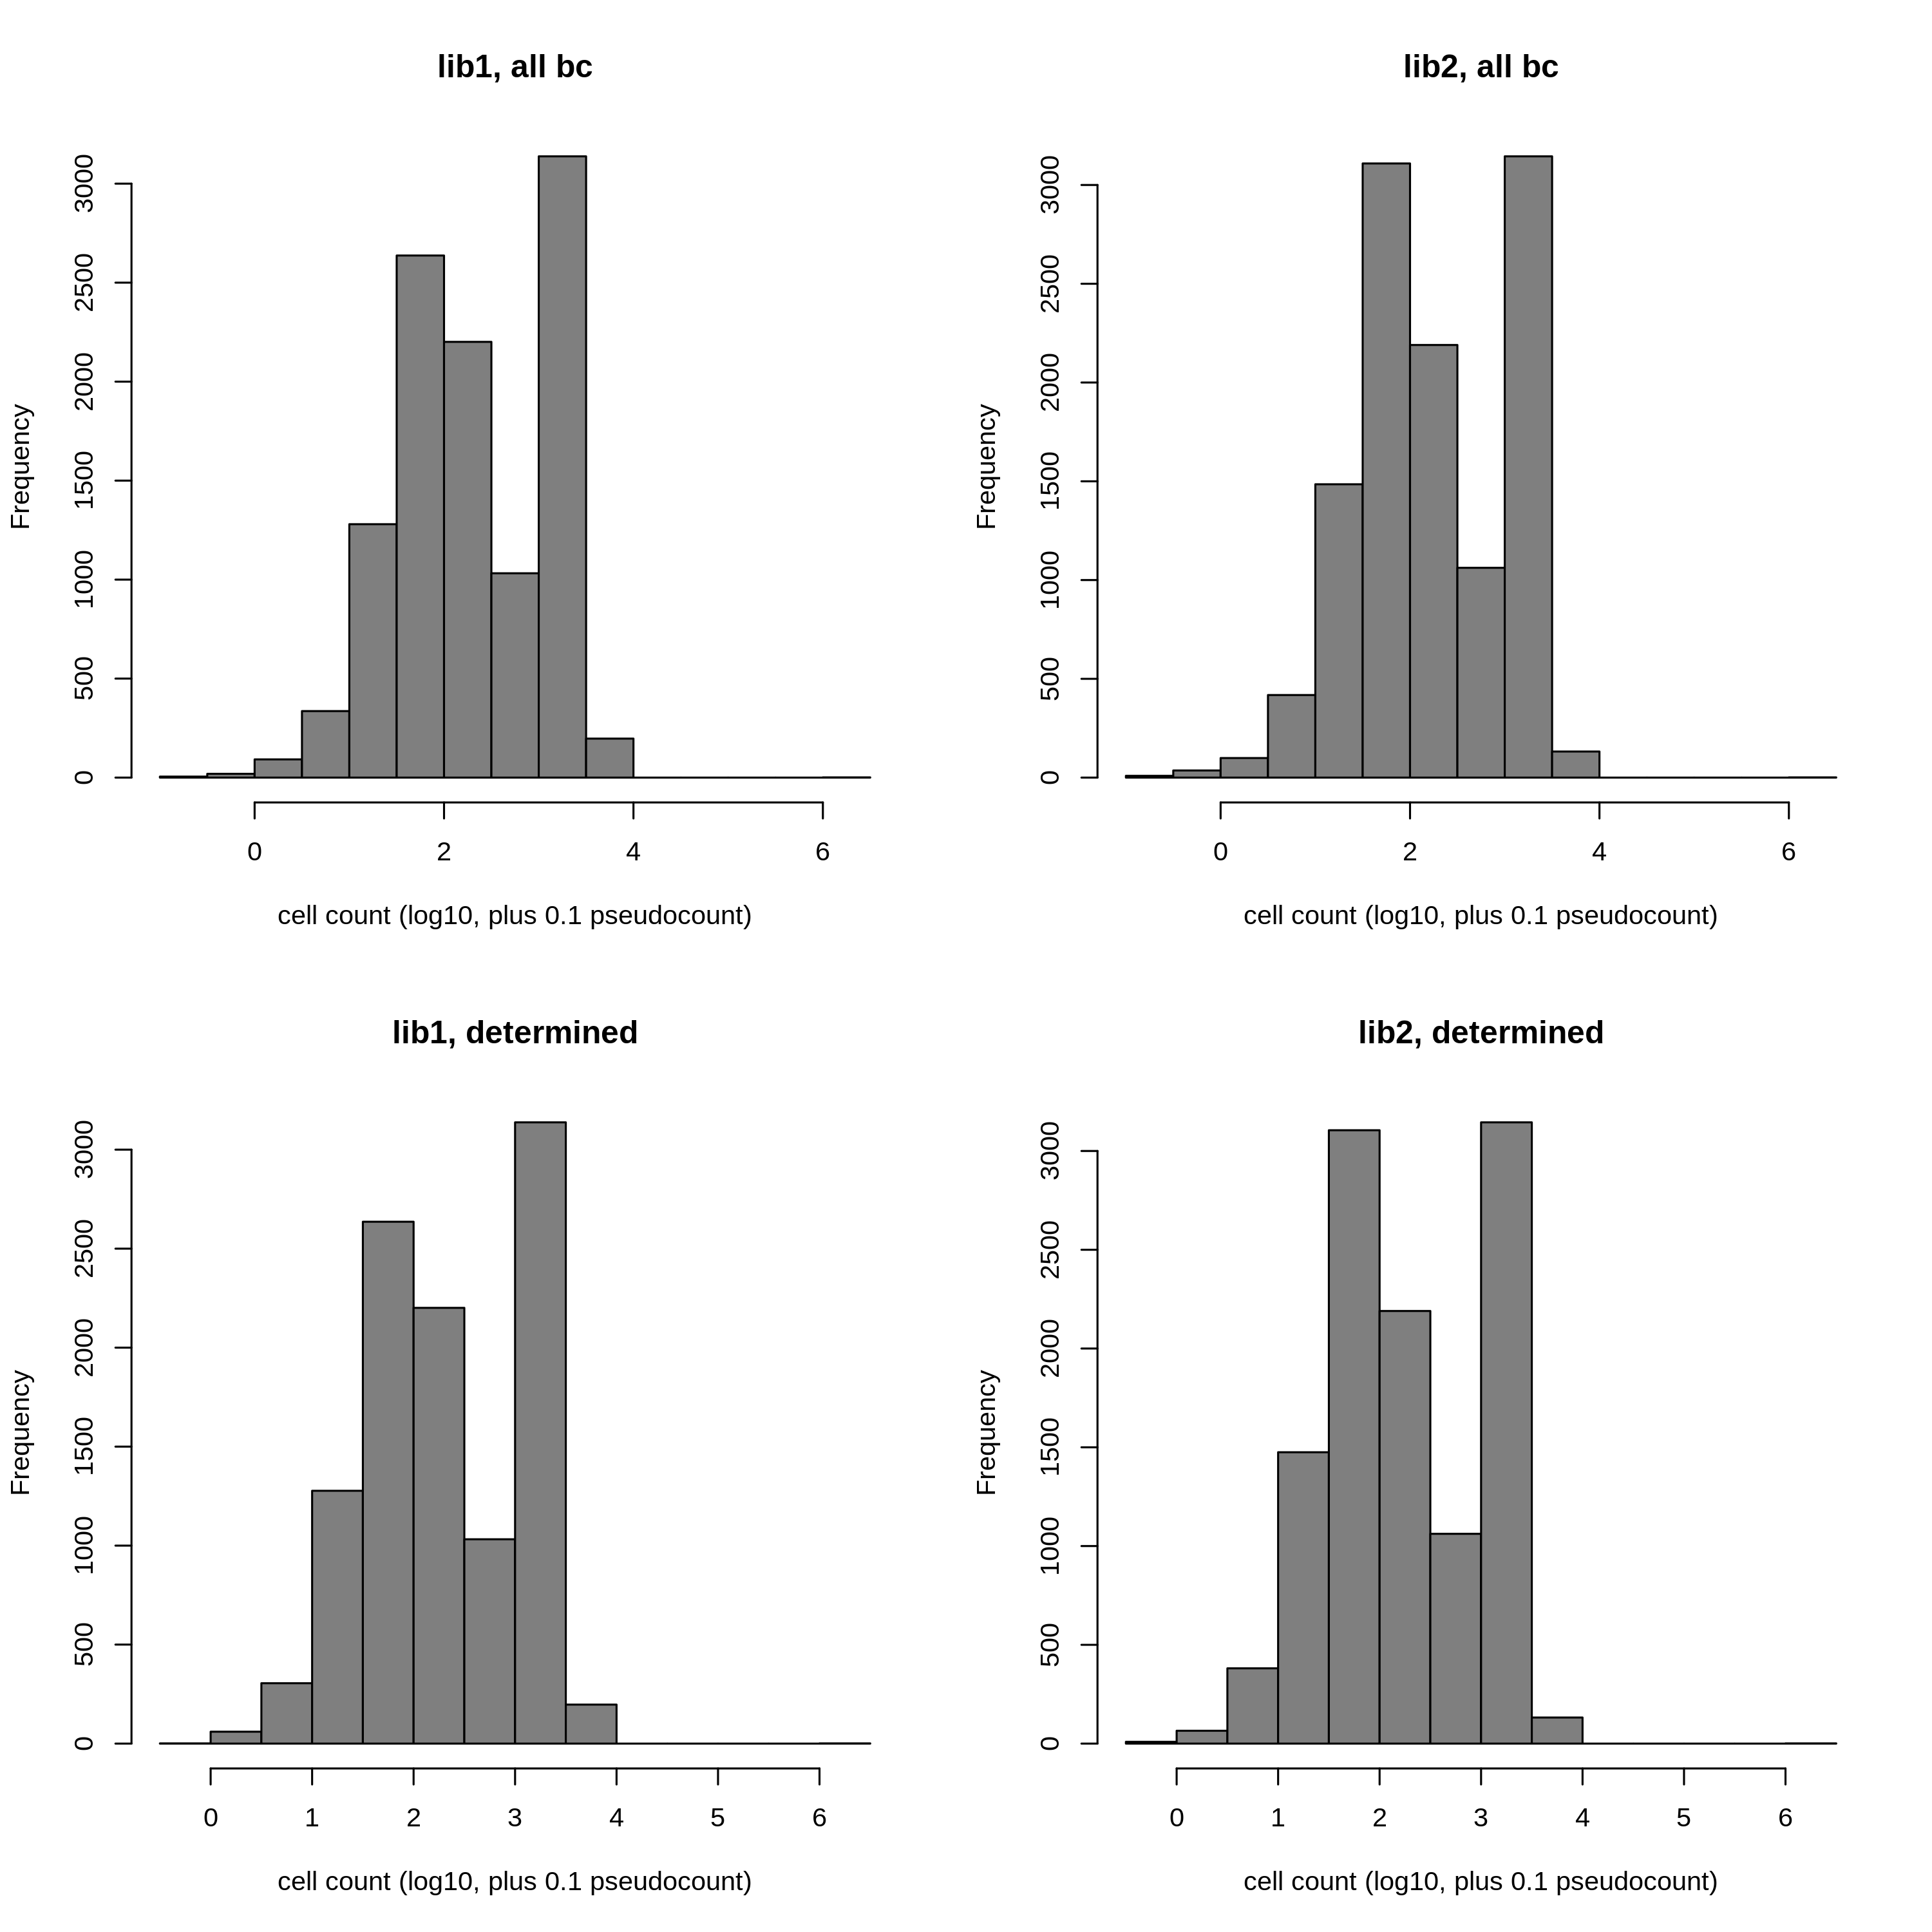 lib1, all bc
Frequency
3000
2500
2000
1500
1000
500
0
0 2 4 6
cell count (log10, plus 0.1 pseudocount)
lib2, all bc
Frequency
3000
2500
2000
1500
1000
500
0
0 2 4 6
cell count (log10, plus 0.1 pseudocount)
lib1, determined
Frequency
3000
2500
2000
1500
1000
500
0
0 1 2 3 4 5 6
cell count (log10, plus 0.1 pseudocount)
lib2, determined
Frequency
3000
2500
2000
1500
1000
500
0
0 1 2 3 4 5 6
cell count (log10, plus 0.1 pseudocount)